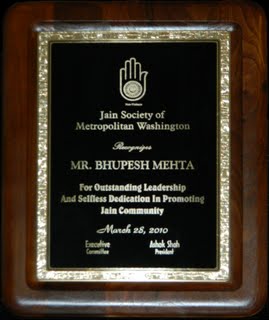 Jain Society of
Metropolitan Washington
Recognizes
MR. BHUPESH MEHTA
For Outstanding Leadership
And Selfless Dedication In Promoting
Jain Community
March 28, 2010
Executive
Committee
Ashok Shah
President